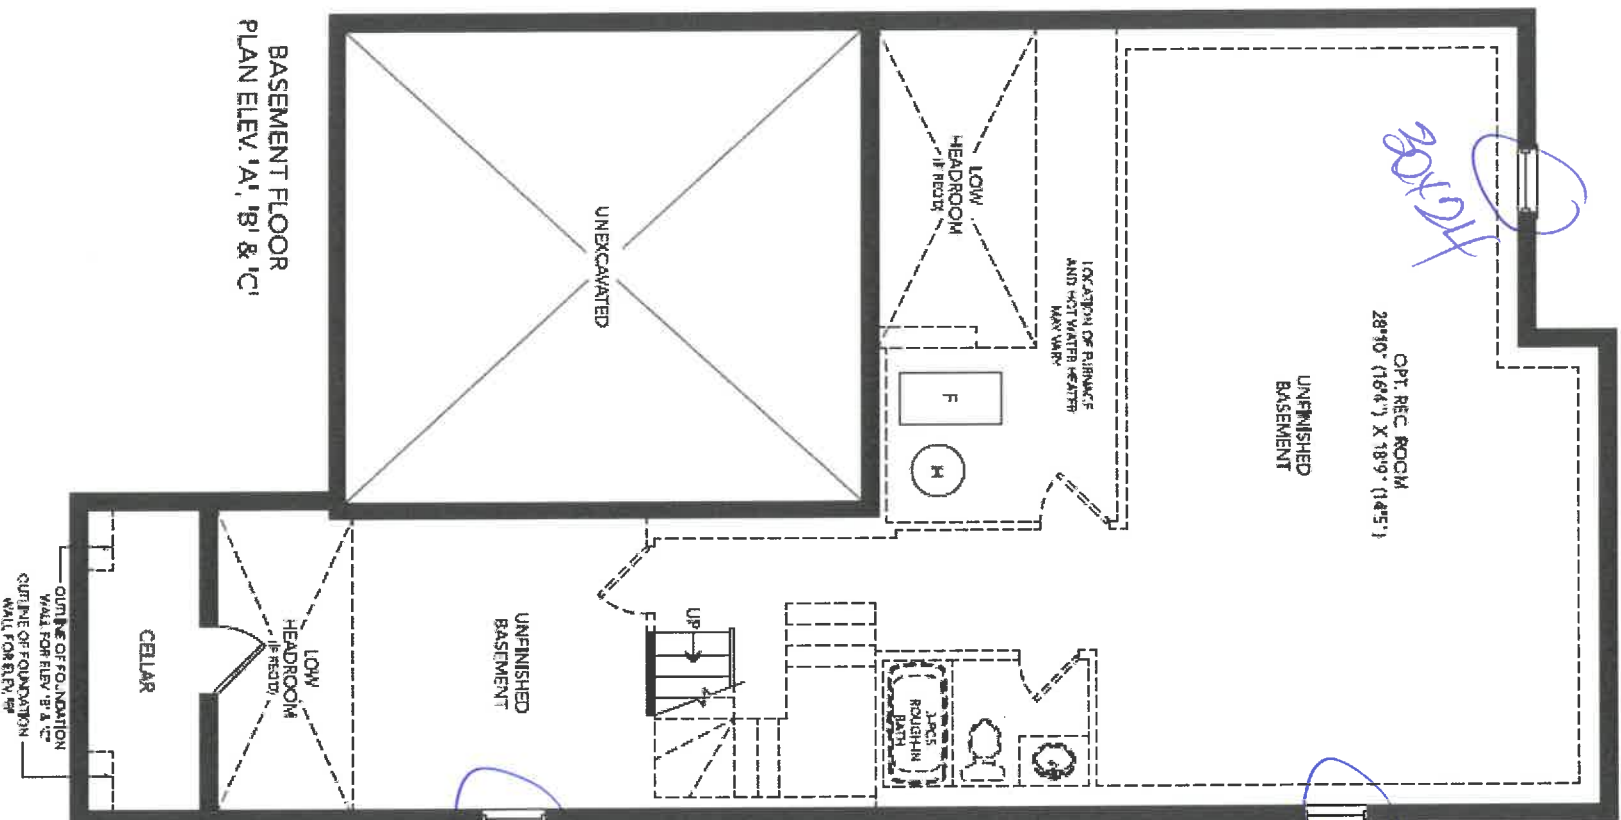 BASEMENT FLOOR
PLAN ELEV. 'A', 'B' & 'C'
UNEXCAVATED
LOW
HEADROOM
(IF REQ'D)
LOCATION OF FURNACE
AND HOT WATER HEATER
MAY VARY
F
H
30x24
OPT. REC. ROOM
28'10" (16'4") X 18'9" (14'5")
UNFINISHED
BASEMENT
3-PCS
ROUGH-IN
BATH
UP
UNFINISHED
BASEMENT
LOW
HEADROOM
(IF REQ'D)
CELLAR
OUTLINE OF FOUNDATION
WALL FOR ELEV. 'B' & 'C'
OUTLINE OF FOUNDATION
WALL FOR ELEV.